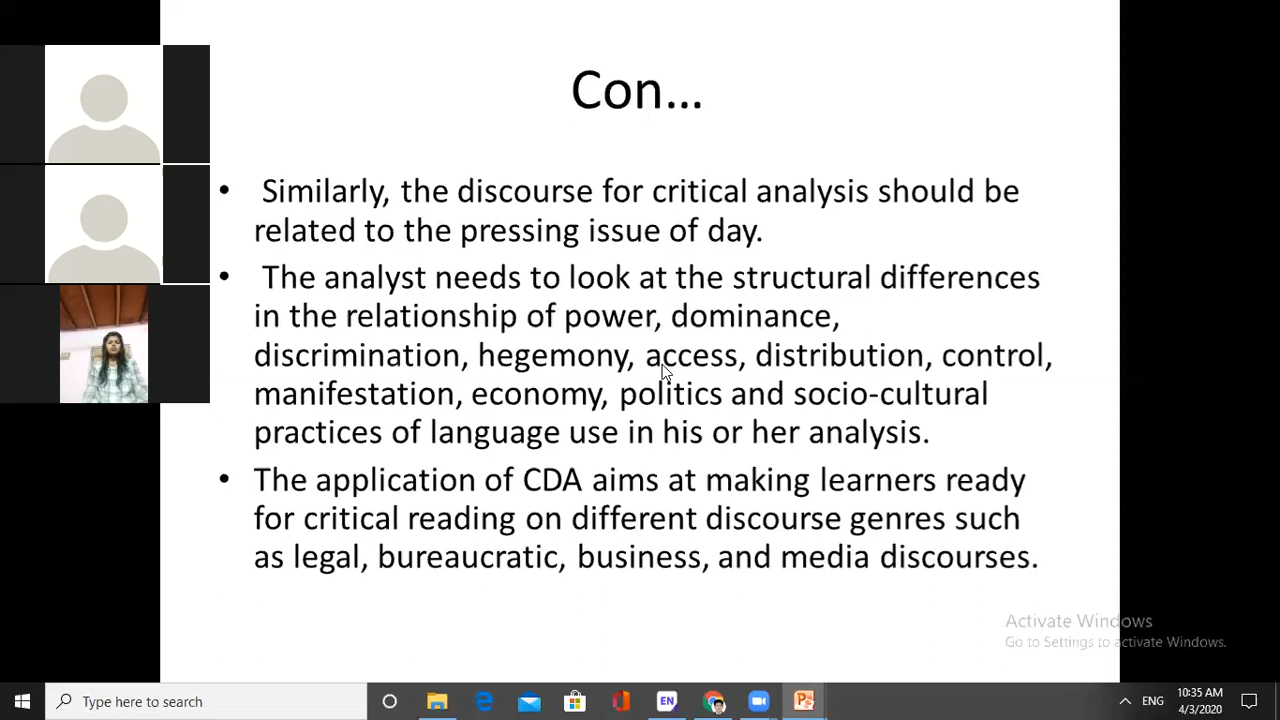 Con...
• Similarly, the discourse for critical analysis should be
related to the pressing issue of day.
• The analyst needs to look at the structural differences
in the relationship of power, dominance,
discrimination, hegemony, access, distribution, control,
manifestation, economy, politics and socio-cultural
practices of language use in his or her analysis.
• The application of CDA aims at making learners ready
for critical reading on different discourse genres such
as legal, bureaucratic, business, and media discourses.
Activate Windows
Go to Settings to activate Windows.
Type here to search
EN
ENG
10:35 AM
4/3/2020